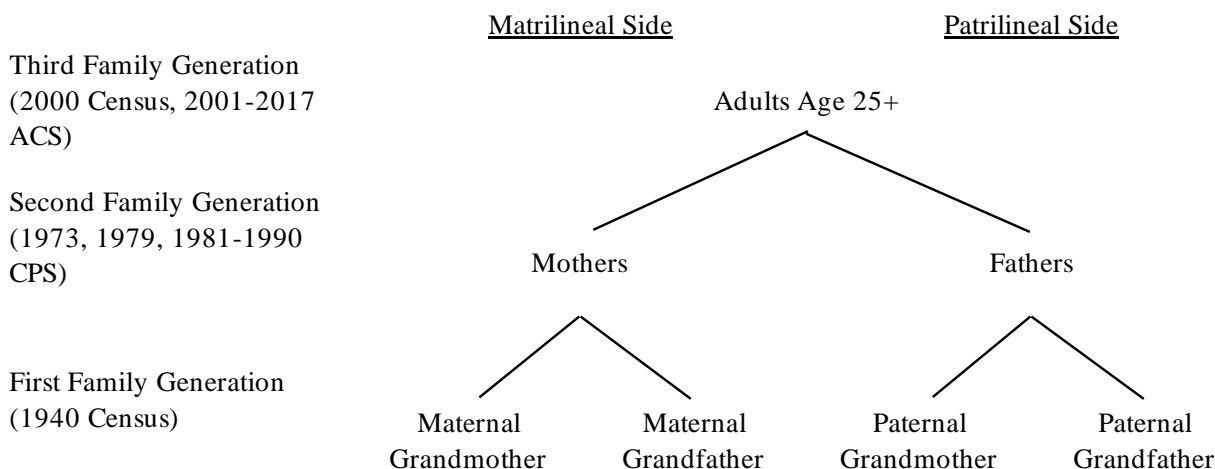 Matrilineal Side
Patrilineal Side
Third Family Generation
(2000 Census, 2001-2017
ACS)
Adults Age 25+
Second Family Generation
(1973, 1979, 1981-1990
CPS)
Mothers
Fathers
First Family Generation
(1940 Census)
Maternal
Grandmother
Maternal
Grandfather
Paternal
Grandmother
Paternal
Grandfather